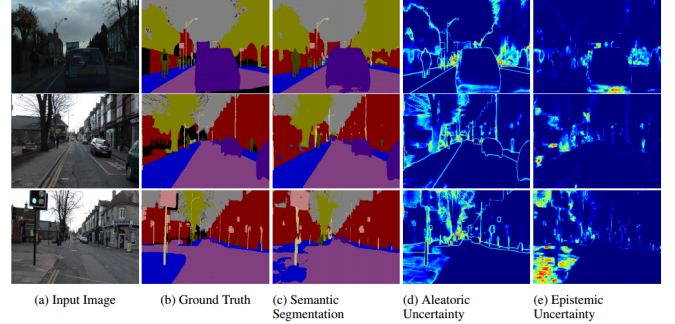 (a) Input Image
(b) Ground Truth
(c) Semantic
Segmentation
(d) Aleatoric
Uncertainty
(e) Epistemic
Uncertainty